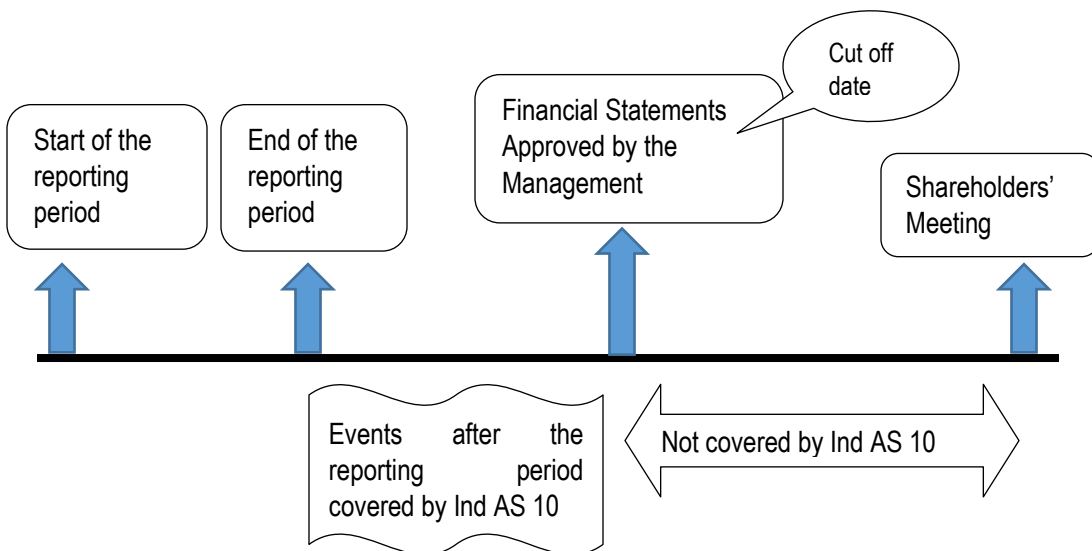 Cut off
date
Financial Statements
Approved by the
Management
Start of the
reporting
period
End of the
reporting
period
Shareholders’
Meeting
Events after the
reporting period
covered by Ind AS 10
Not covered by Ind AS 10